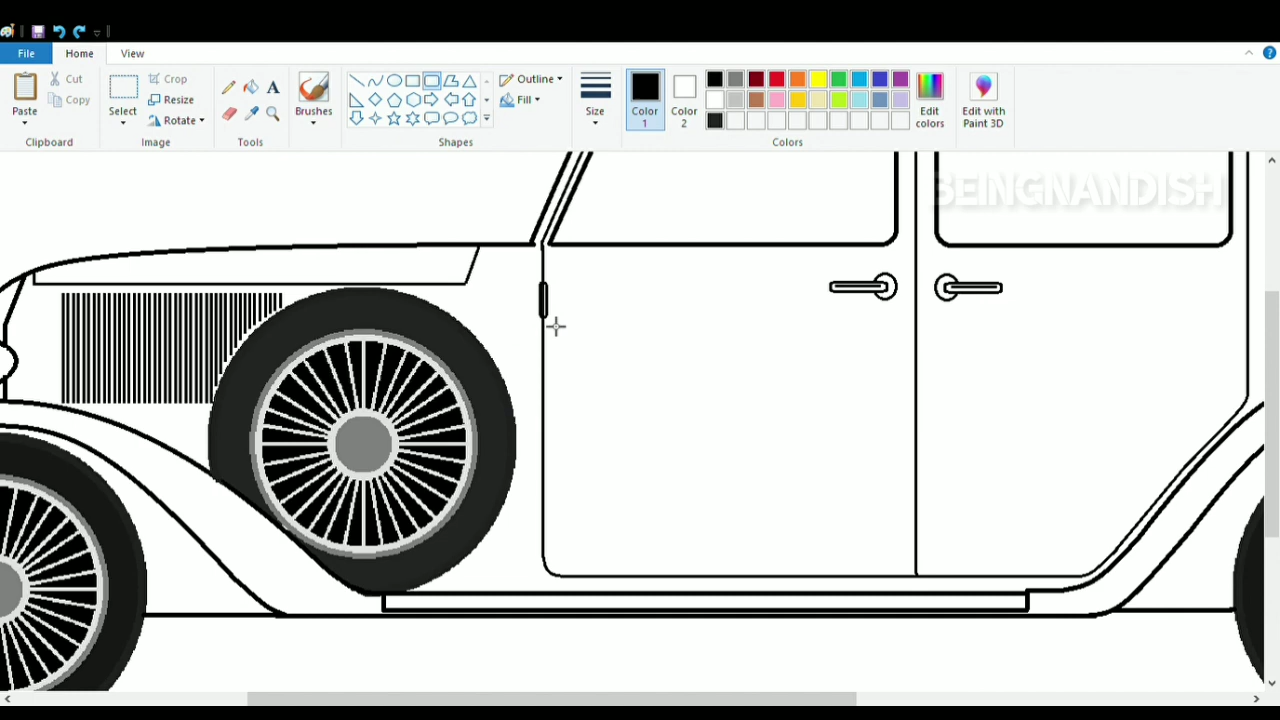 File
Home
View
Paste
Cut
Copy
Clipboard
Select
Crop
Resize
Rotate
Image
A
Tools
Brushes
Outline
Fill
Shapes
Size
Color
1
Color
2
Edit
colors
Colors
Edit with
Paint 3D
?
BEINGNANDISH